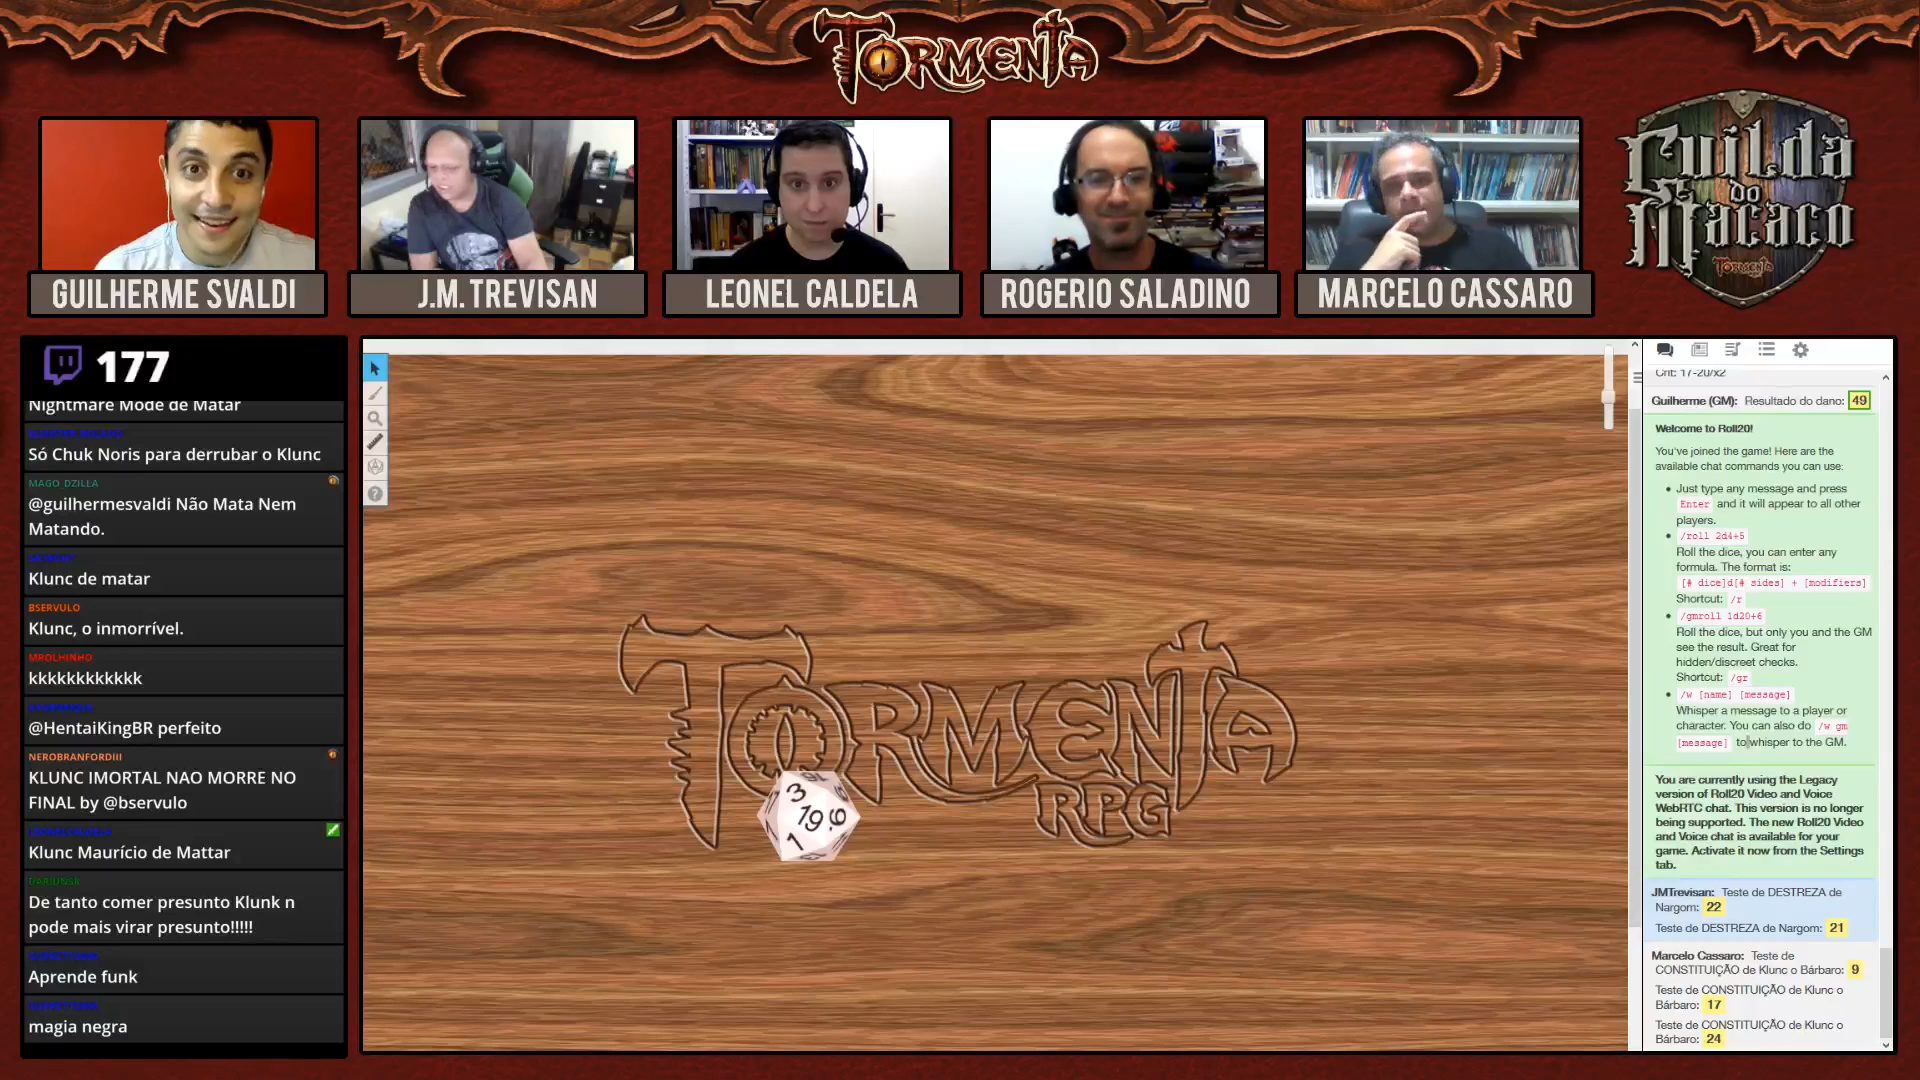 TORMENTA
Guilda
do
Macaco
TORMENTA
GUILHERME SVALDI
J.M. TREVISAN
LEONEL CALDELA
ROGERIO SALADINO
MARCELO CASSARO
177
Nightmare Mode de Matar
Só Chuk Noris para derrubar o Klunc
MAGO DZILLA
@guilhermesvaldi Não Mata Nem
Matando.
Klunc de matar
BSERVULO
Klunc, o inmorrível.
MROLHINHO
kkkkkkkkkkkk
@HentaiKingBR perfeito
NEROBRANFORDIII
KLUNC IMORTAL NAO MORRE NO
FINAL by @bservulo
LEONELCALDELA
Klunc Maurício de Mattar
De tanto comer presunto Klunk n
pode mais virar presunto!!!!!
Aprende funk
magia negra
TORMENTA
RPG
3
19
9.
1
Crit: 17-20/x2
Guilherme (GM): Resultado do dano: 49
Welcome to Roll20!
You've joined the game! Here are the
available chat commands you can use:
• Just type any message and press
Enter and it will appear to all other
players.
• /roll 2d4+5
Roll the dice, you can enter any
formula. The format is:
[# dice]d[# sides] + [modifiers]
Shortcut: /r
• /gmroll 1d20+6
Roll the dice, but only you and the GM
see the result. Great for
hidden/discreet checks.
Shortcut: /gr
• /w [name] [message]
Whisper a message to a player or
character. You can also do /w gm
[message] to whisper to the GM.
You are currently using the Legacy
version of Roll20 Video and Voice
WebRTC chat. This version is no longer
being supported. The new Roll20 Video
and Voice chat is available for your
game. Activate it now from the Settings
tab.
JMTrevisan: Teste de DESTREZA de
Nargom: 22
Teste de DESTREZA de Nargom: 21
Marcelo Cassaro: Teste de
CONSTITUIÇÃO de Klunc o Bárbaro: 9
Teste de CONSTITUIÇÃO de Klunc o
Bárbaro: 17
Teste de CONSTITUIÇÃO de Klunc o
Bárbaro: 24